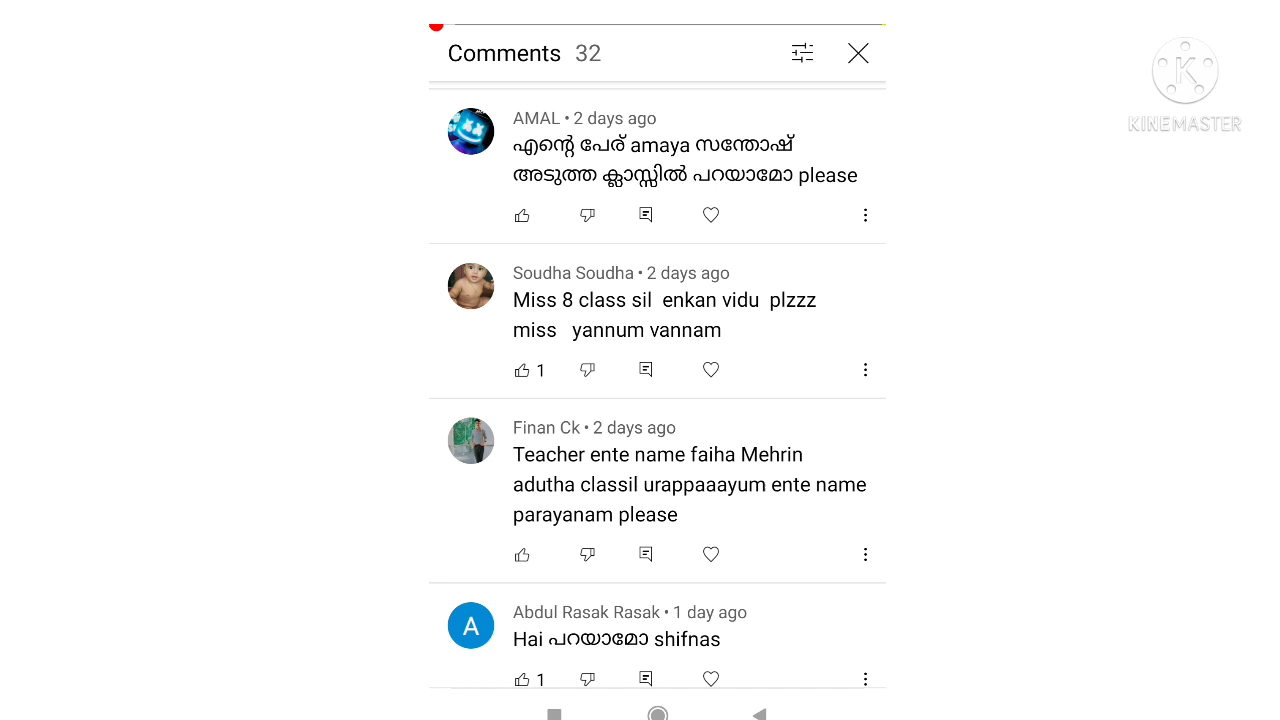 Comments 32
KINEMASTER
AMAL • 2 days ago
എന്റെ പേര് amaya സന്തോഷ്
അടുത്ത ക്ലാസ്സിൽ പറയാമോ please
Soudha Soudha • 2 days ago
Miss 8 class sil enkan vidu plzzz
miss yannum vannam
1
Finan Ck • 2 days ago
Teacher ente name faiha Mehrin
adutha classil urappaaayum ente name
parayanam please
A
Abdul Rasak Rasak • 1 day ago
Hai പറയാമോ shifnas
1